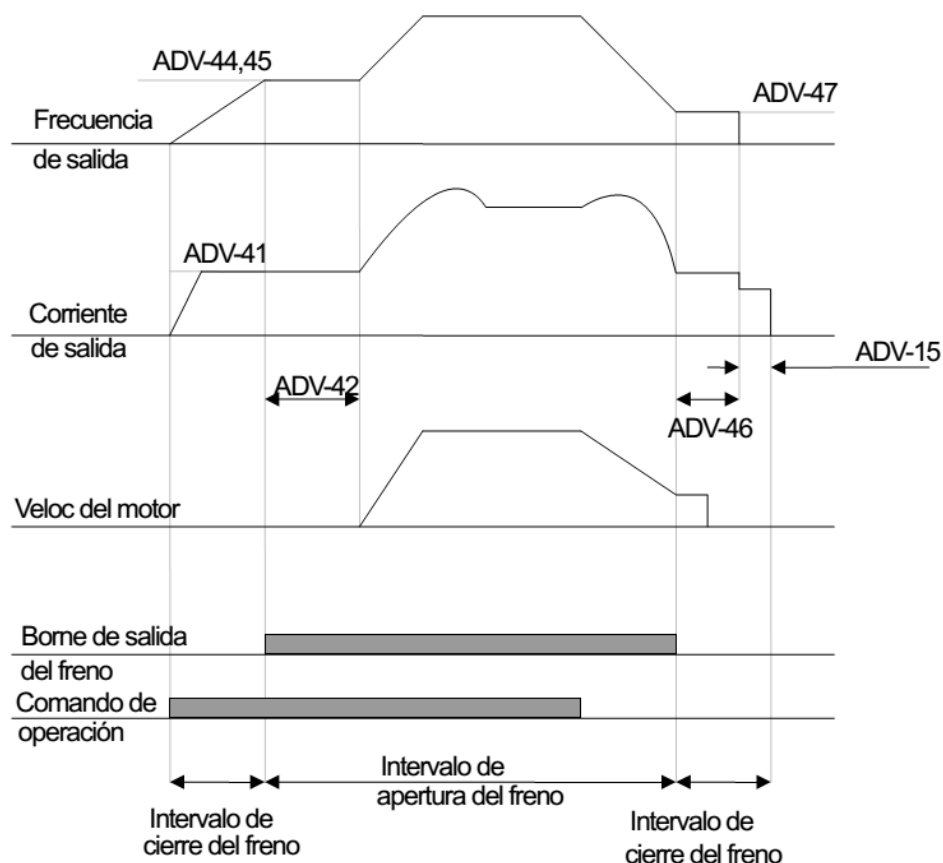 ADV-44,45
ADV-47
Frecuencia
de salida
ADV-41
Corriente
de salida
ADV-15
ADV-42
ADV-46
Veloc del motor
Borne de salida
del freno
Comando de
operación
Intervalo de
apertura del freno
Intervalo de
cierre del freno
Intervalo de
cierre del freno